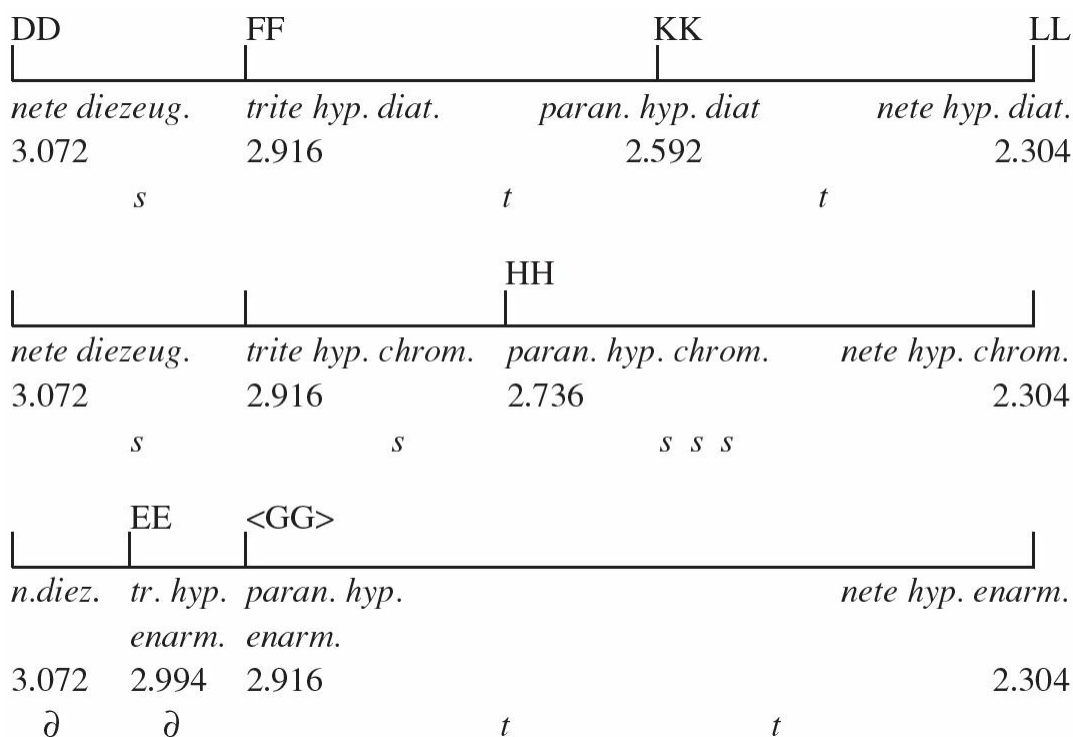 DD FF KK LL
nete diezeug. trite hyp. diat. paran. hyp. diat nete hyp. diat.
3.072 2.916 2.592 2.304
s t t
HH
nete diezeug. trite hyp. chrom. paran. hyp. chrom. nete hyp. chrom.
3.072 2.916 2.736 2.304
s s s s s
EE <GG>
n.diez. tr. hyp. paran. hyp. nete hyp. enarm.
enarm. enarm.
3.072 2.994 2.916 2.304
∂ ∂ t t